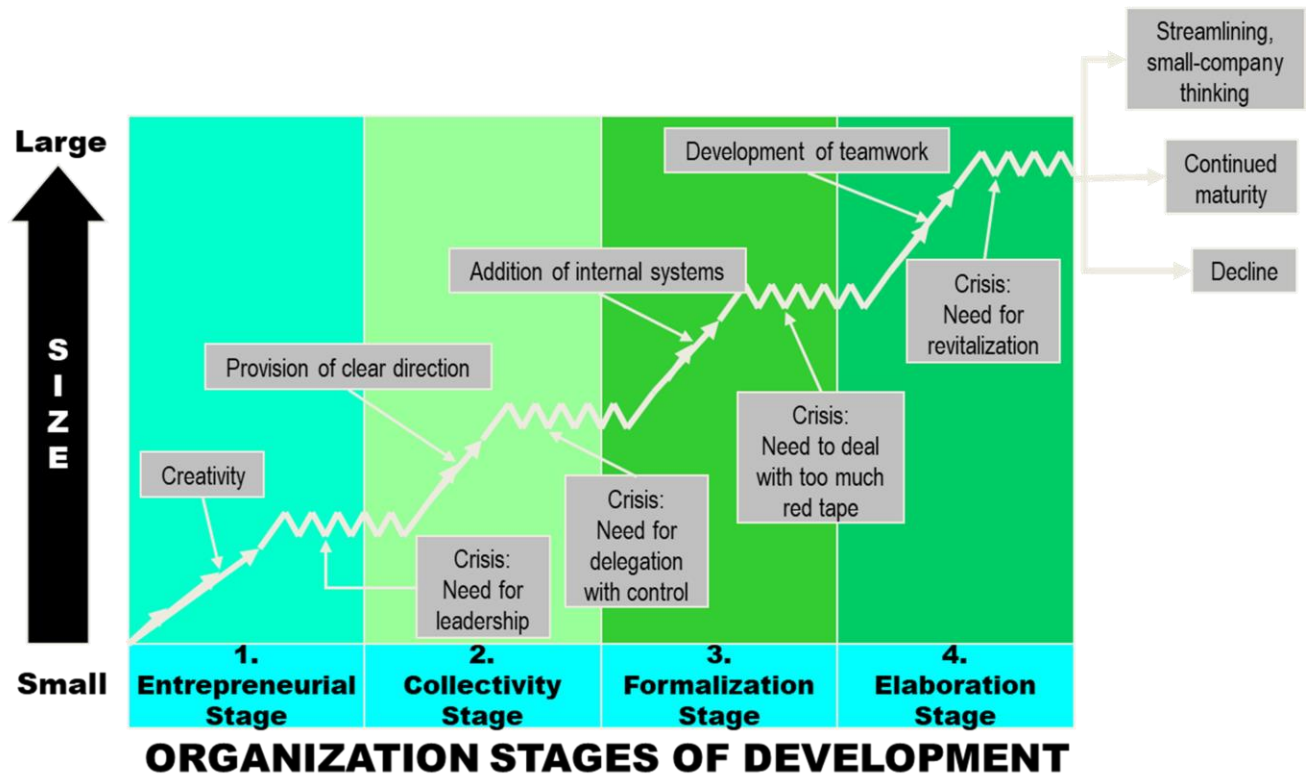 Streamlining,
small-company
thinking
Large
Development of teamwork
Continued
maturity
Addition of internal systems
Decline
Crisis:
Need for
revitalization
SIZE
Provision of clear direction
Crisis:
Need to deal
with too much
red tape
Creativity
Crisis:
Need for
delegation
with control
Crisis:
Need for
leadership
Small
1.
Entrepreneurial
Stage
2.
Collectivity
Stage
3.
Formalization
Stage
4.
Elaboration
Stage
ORGANIZATION STAGES OF DEVELOPMENT